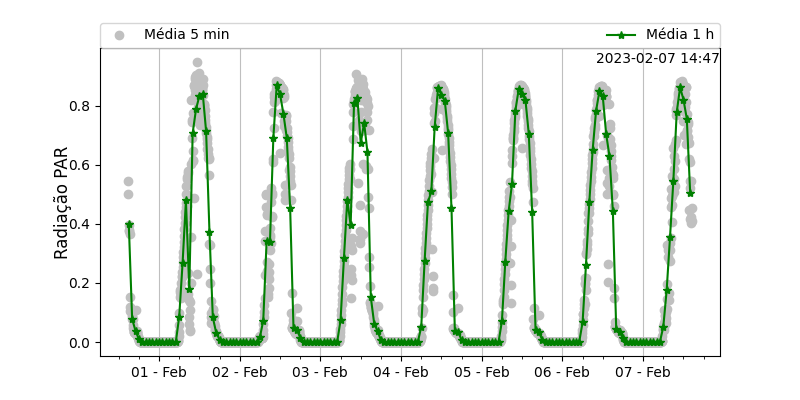 Média 5 min
Média 1 h
2023-02-07 14:47
Radiação PAR
0.8
0.6
0.4
0.2
0.0
01 - Feb
02 - Feb
03 - Feb
04 - Feb
05 - Feb
06 - Feb
07 - Feb